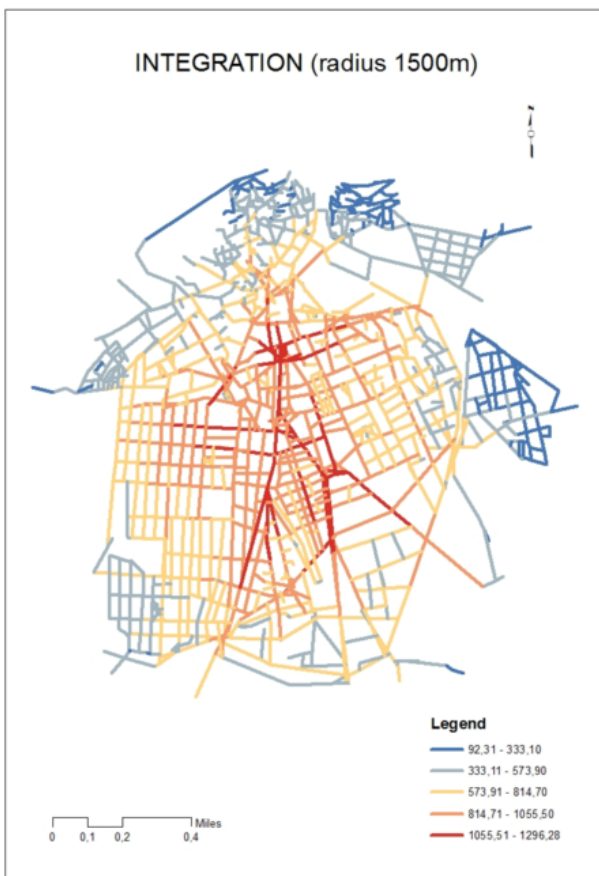 INTEGRATION (radius 1500m)
Legend
92,31 - 333,10
333,11 - 573,90
573,91 - 814,70
814,71 - 1055,50
1055,51 - 1296,28
Miles
0 0,1 0,2 0,4